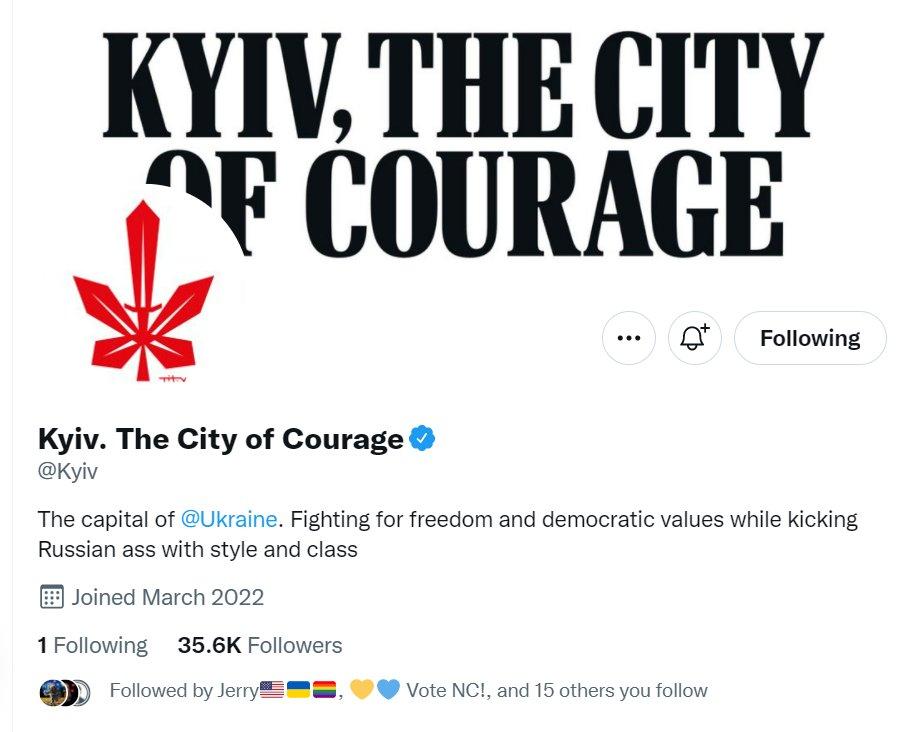 KYIV, THE CITY
OF COURAGE
Following
Kyiv. The City of Courage
@Kyiv
The capital of @Ukraine. Fighting for freedom and democratic values while kicking
Russian ass with style and class
Joined March 2022
1 Following 35.6K Followers
Followed by Jerry🇺🇸🇺🇦🏳️‍🌈, 💛💙 Vote NC!, and 15 others you follow